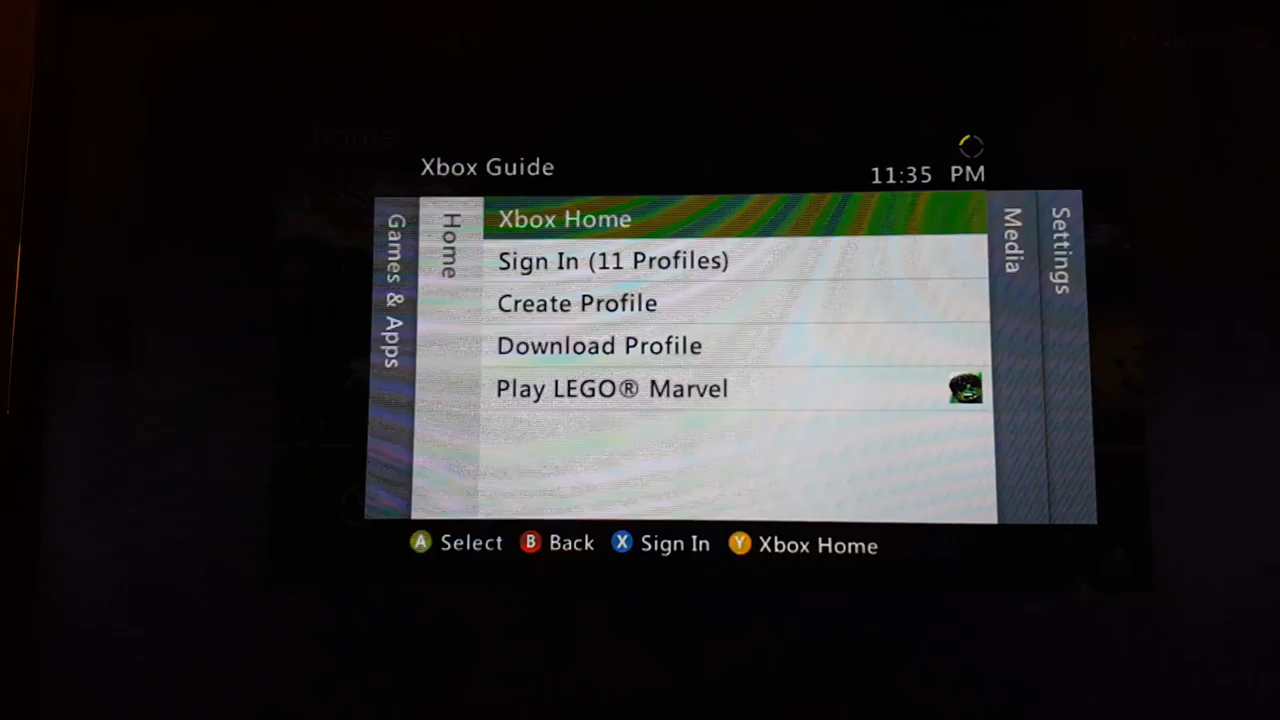 home
Xbox Guide
11:35 PM
Games & Apps
Home
Xbox Home
Sign In (11 Profiles)
Create Profile
Download Profile
Play LEGO® Marvel
Media
Settings
A Select B Back X Sign In Y Xbox Home